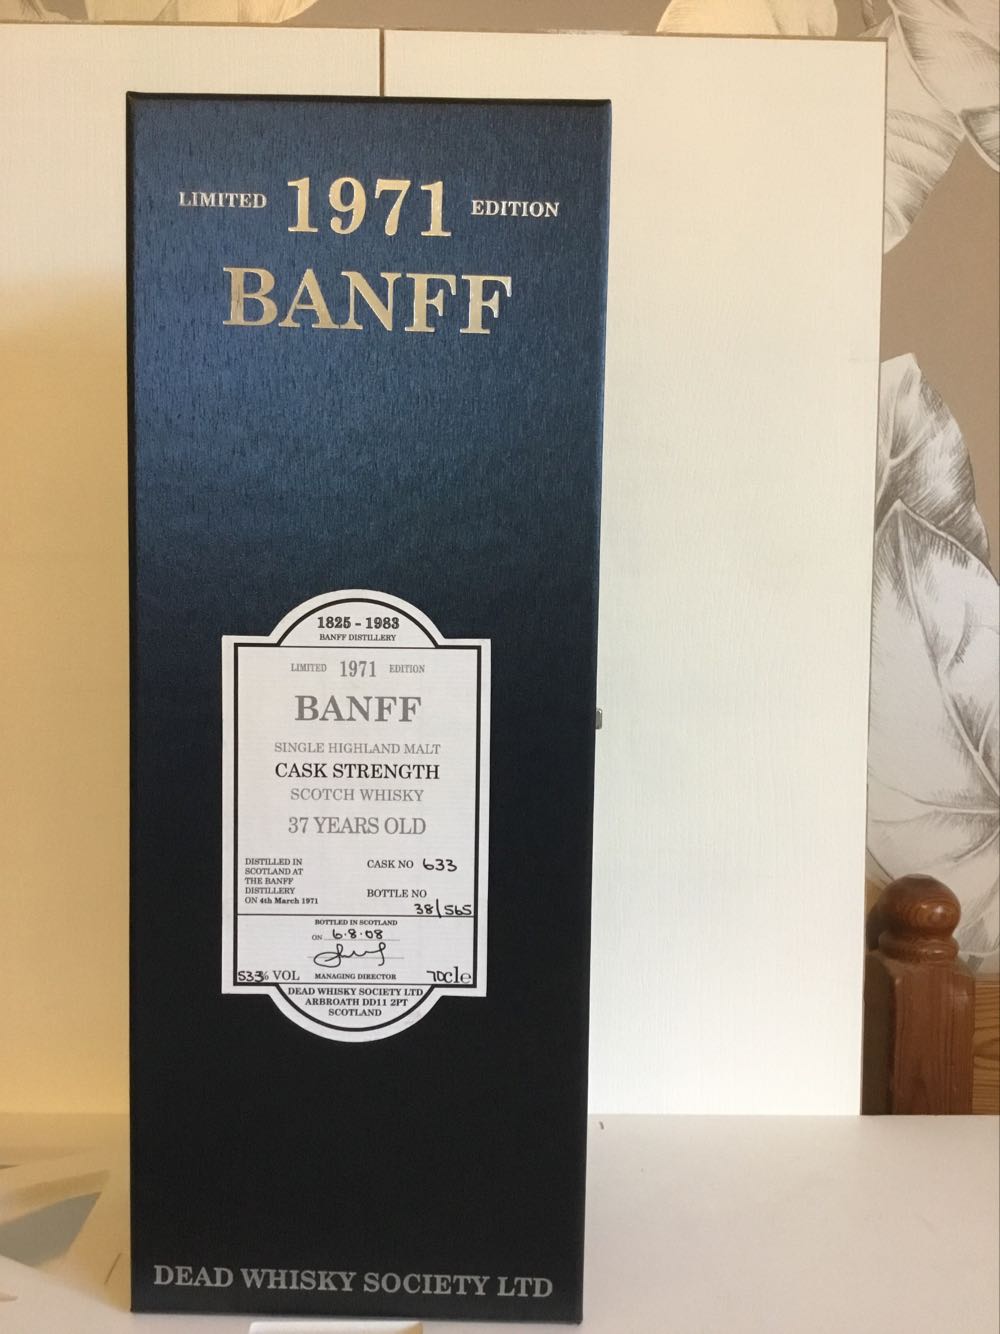 LIMITED 1971 EDITION
BANFF
1825 - 1983
BANFF DISTILLERY
LIMITED 1971 EDITION
BANFF
SINGLE HIGHLAND MALT
CASK STRENGTH
SCOTCH WHISKY
37 YEARS OLD
DISTILLED IN
SCOTLAND AT
THE BANFF
DISTILLERY
ON 4th March 1971
CASK NO 633
BOTTLE NO
38/565
BOTTLED IN SCOTLAND
ON 6.8.08
53.3% VOL MANAGING DIRECTOR 70cl e
DEAD WHISKY SOCIETY LTD
ARBROATH DD11 2PT
SCOTLAND
DEAD WHISKY SOCIETY LTD